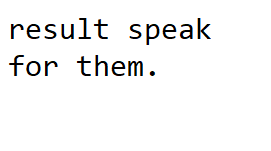 result speak
for them.